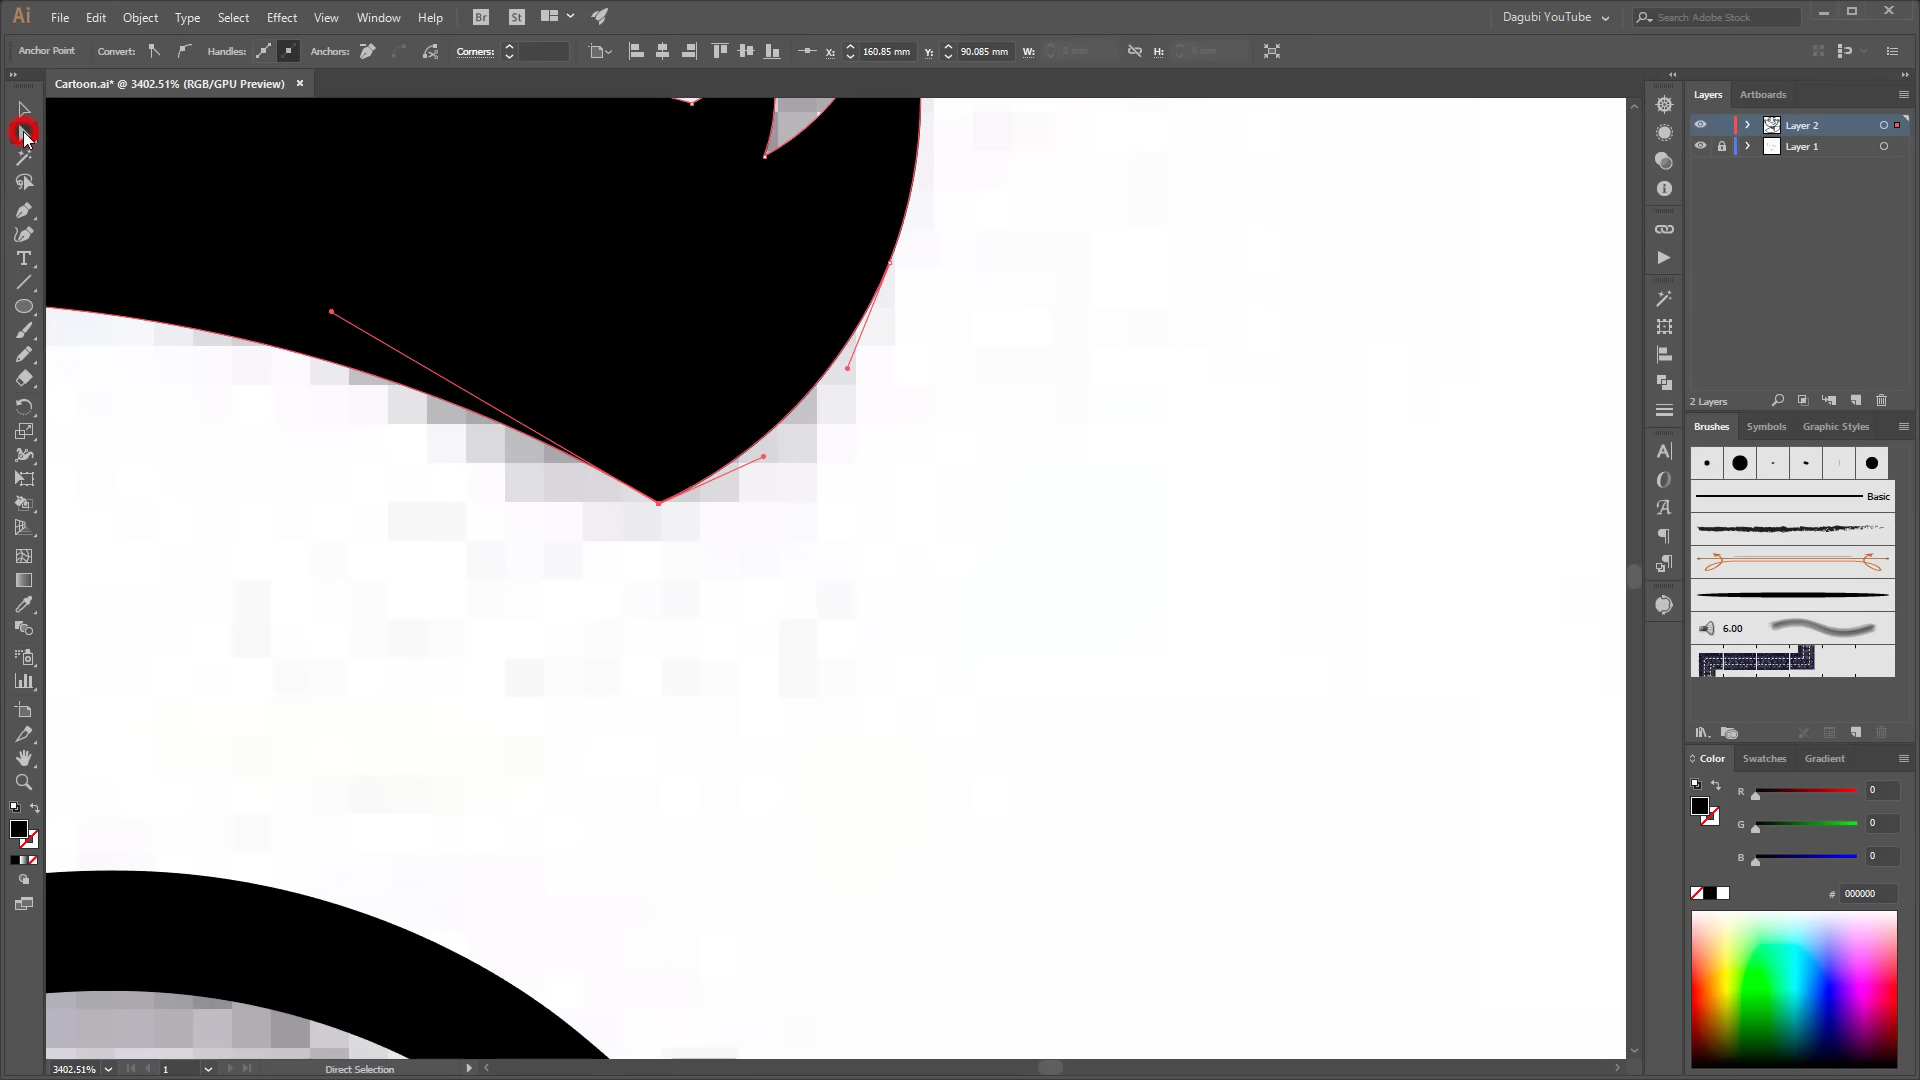 Ai File Edit Object Type Select Effect View Window Help Br St Dagubi YouTube Search Adobe Stock
Anchor Point Convert: Handles: Anchors: Corners: X: 160.85 mm Y: 90.085 mm W: 0 mm H: 0 mm
Cartoon.ai* @ 3402.51% (RGB/GPU Preview)
Layers Artboards
Layer 2
Layer 1
2 Layers
Brushes Symbols Graphic Styles
Basic
6.00
Color Swatches Gradient
R 0
G 0
B 0
# 000000
3402.51% 1 Direct Selection